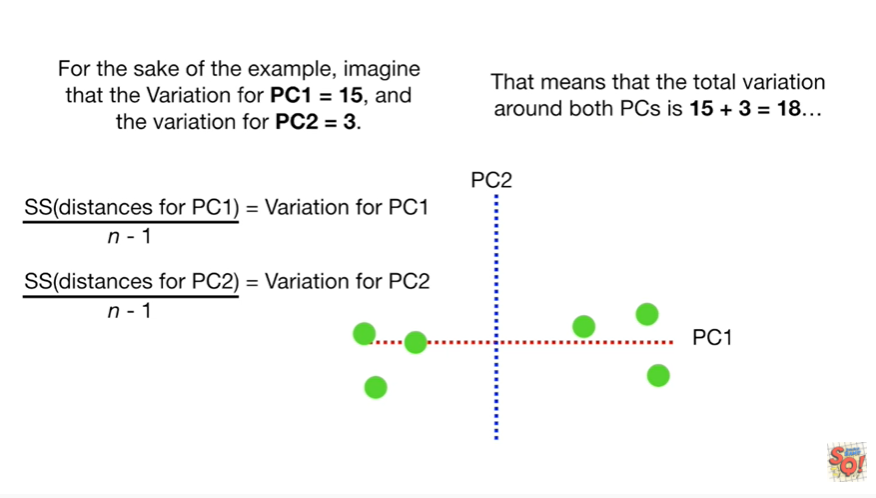 For the sake of the example, imagine
that the Variation for PC1 = 15, and
the variation for PC2 = 3.
That means that the total variation
around both PCs is 15 + 3 = 18…
SS(distances for PC1) = Variation for PC1
n - 1
SS(distances for PC2) = Variation for PC2
n - 1
PC2
PC1
SQ!